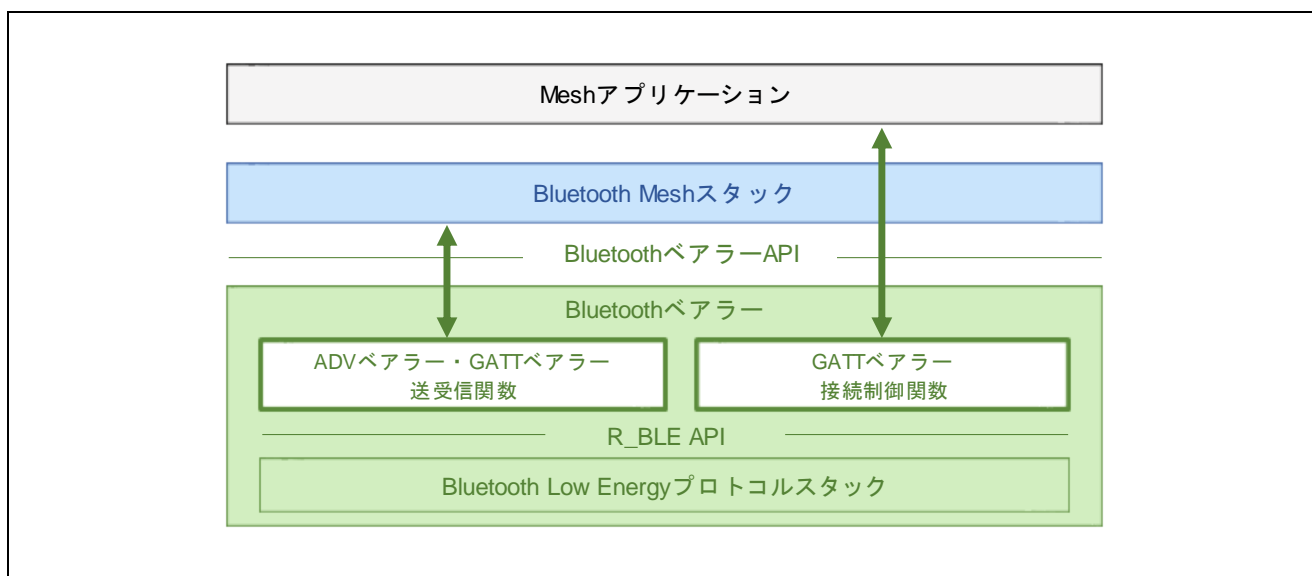 Meshアプリケーション
Bluetooth Meshスタック
BluetoothベアラーAPI
Bluetoothベアラー
ADVベアラー・GATTベアラー
送受信関数
GATTベアラー
接続制御関数
R_BLE API
Bluetooth Low Energyプロトコルスタック